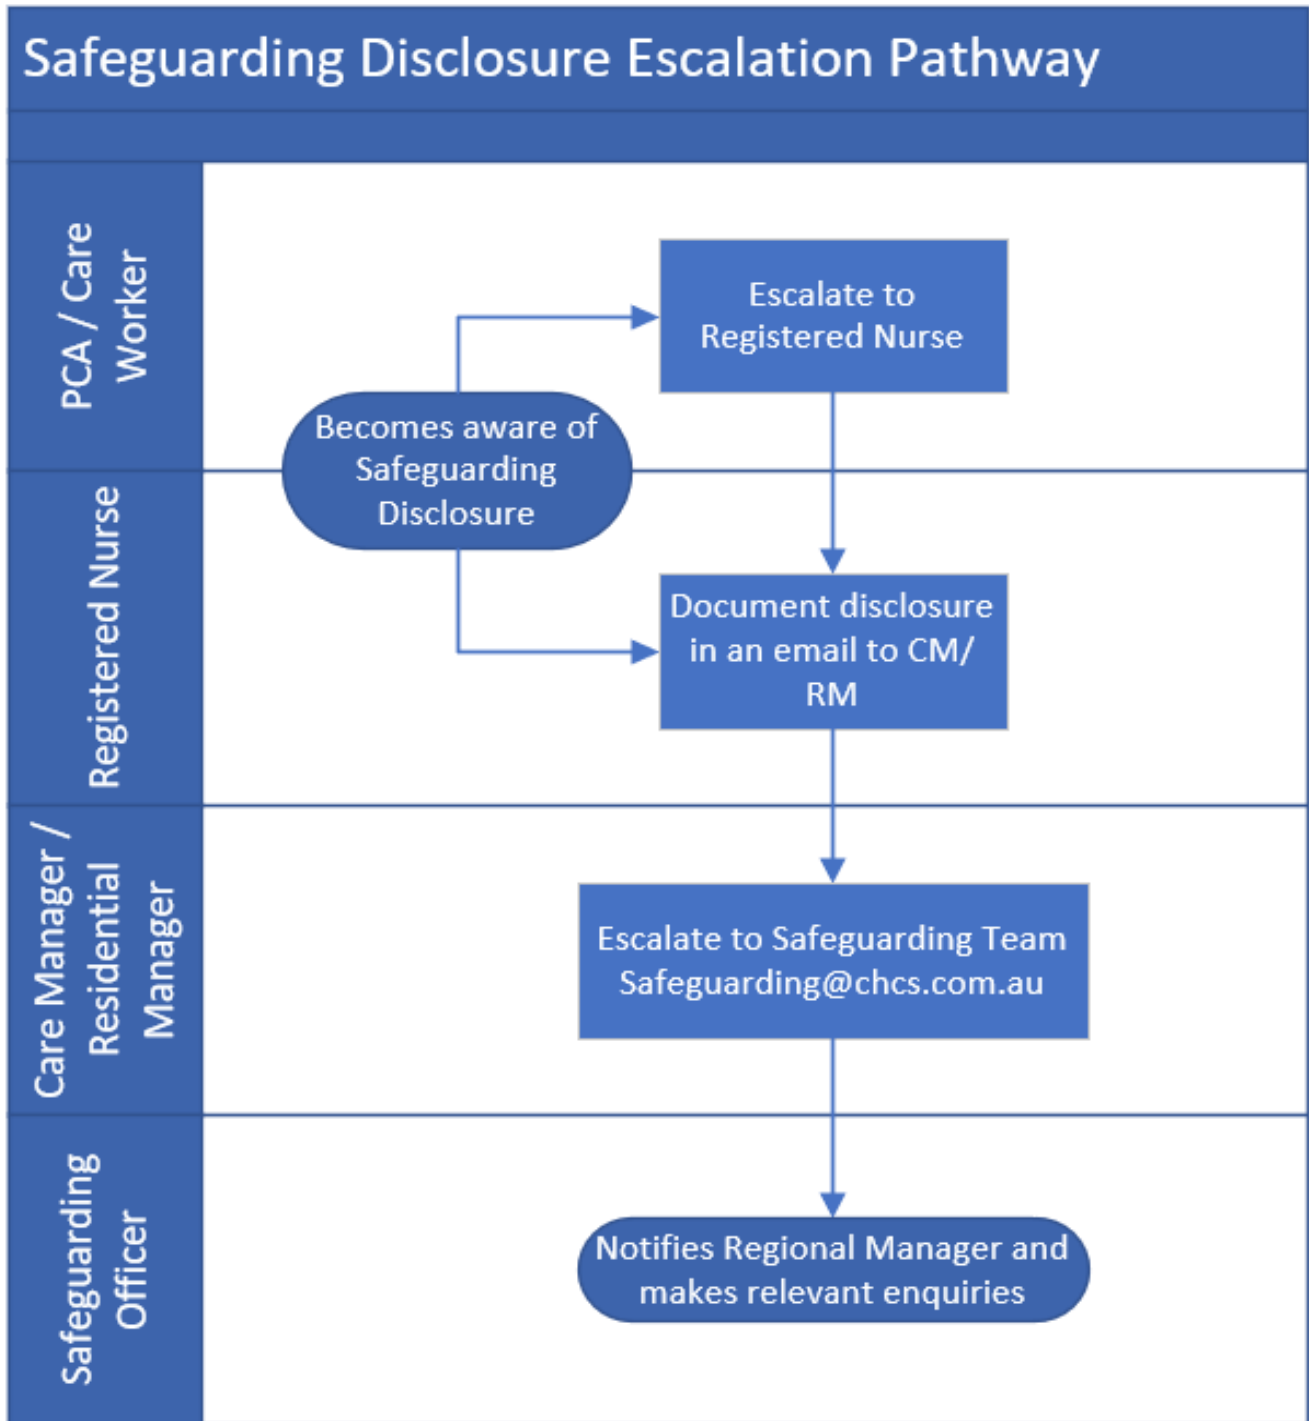 Safeguarding Disclosure Escalation Pathway
PCA / Care
Worker
Escalate to
Registered Nurse
Becomes aware of
Safeguarding
Disclosure
Registered Nurse
Document disclosure
in an email to CM/
RM
Care Manager /
Residential
Manager
Escalate to Safeguarding Team
Safeguarding@chcs.com.au
Safeguarding
Officer
Notifies Regional Manager and
makes relevant enquiries